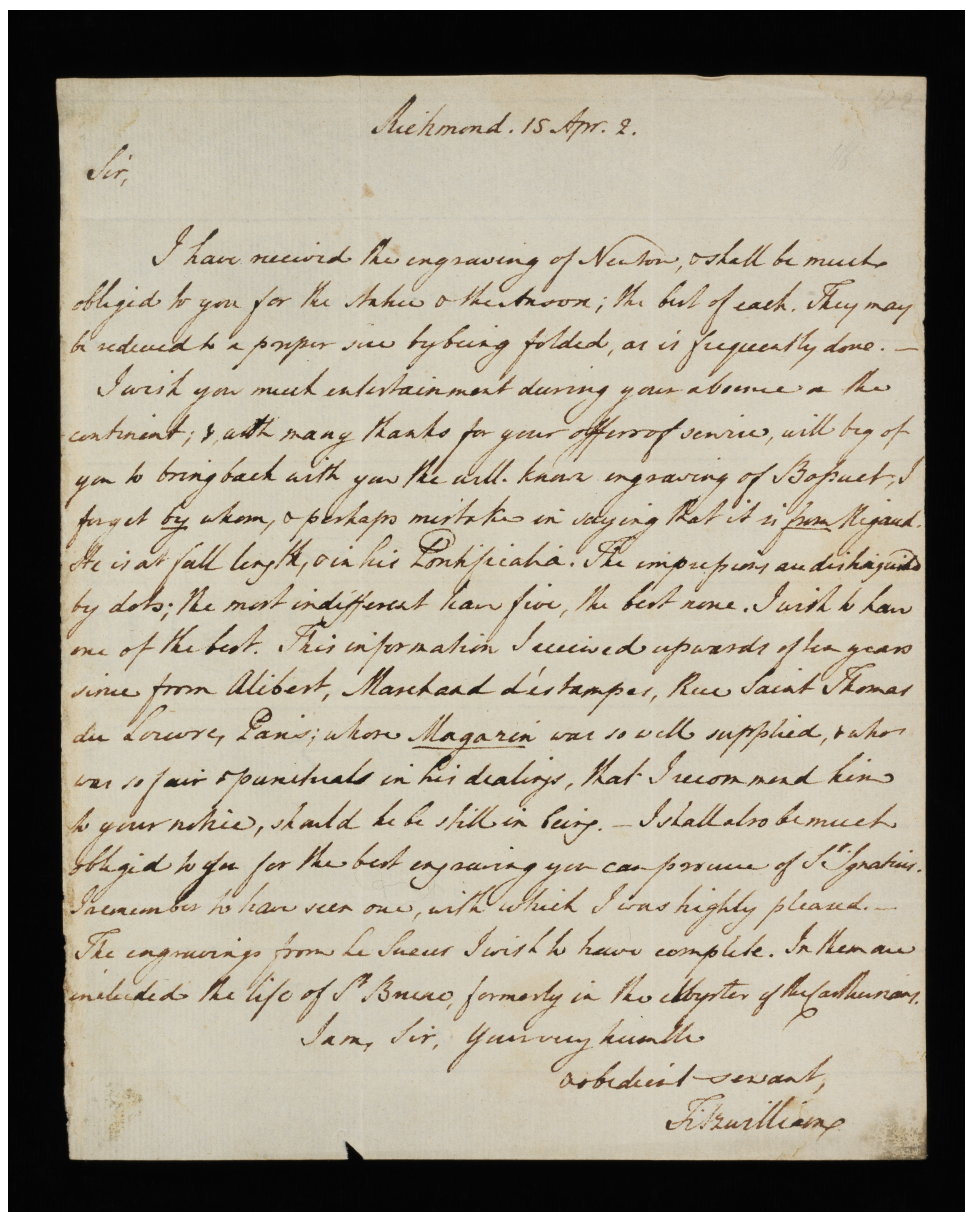 Richmond. 15 Apr. 2.
Sir,
I have received the engraving of Newton, & shall be much
obliged to you for the & the Anson; the best of each. They may
be reduced to a proper size by being folded, as is frequently done. —
I wish you much entertainment during your absence on the
continent; & with many thanks for your offer of service, will beg of
you to bring back with you the well-known engraving of Bossuet, I
forget by whom, & perhaps mistake in saying that it is from Rigaud.
He is at full length, & in his Pontificalia. The impressions are distinguished
by dots; the most indifferent have five, the best none. I wish to have
one of the best. This information I received upwards of ten years
since from Alibert, Marchand d'estampes, Rue Saint Thomas
du Louvre, Paris; whose Magazin was so well supplied, & who
was so fair & punctual in his dealings, that I recommend him
to your notice, should he be still in being. — I shall also be much
obliged to you for the best engraving you can procure of St. Ignatius.
I remember to have seen one, with which I was highly pleased. —
The engravings from Le Sueur I wish to have complete. In them are
included the life of St. Bruno, formerly in the cloyster of the Carthusians.
I am, Sir, your very humble
& obedient servant,
Fitzwilliam